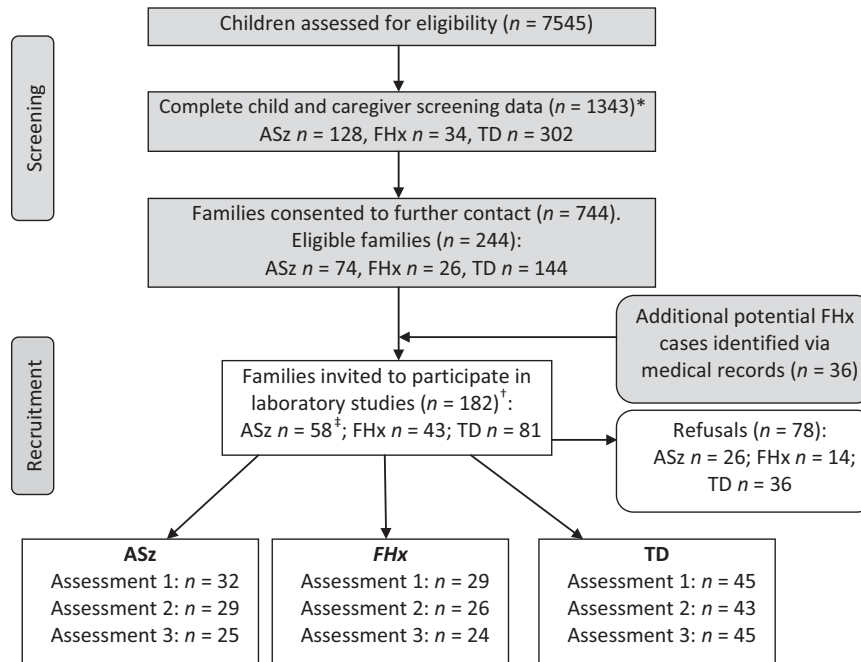 Children assessed for eligibility (n = 7545)
Screening
Complete child and caregiver screening data (n = 1343)*
ASz n = 128, FHx n = 34, TD n = 302
Families consented to further contact (n = 744).
Eligible families (n = 244):
ASz n = 74, FHx n = 26, TD n = 144
Additional potential FHx
cases identified via
medical records (n = 36)
Recruitment
Families invited to participate in
laboratory studies (n = 182)†:
ASz n = 58‡; FHx n = 43; TD n = 81
Refusals (n = 78):
ASz n = 26; FHx n = 14;
TD n = 36
ASz
Assessment 1: n = 32
Assessment 2: n = 29
Assessment 3: n = 25
FHx
Assessment 1: n = 29
Assessment 2: n = 26
Assessment 3: n = 24
TD
Assessment 1: n = 45
Assessment 2: n = 43
Assessment 3: n = 45